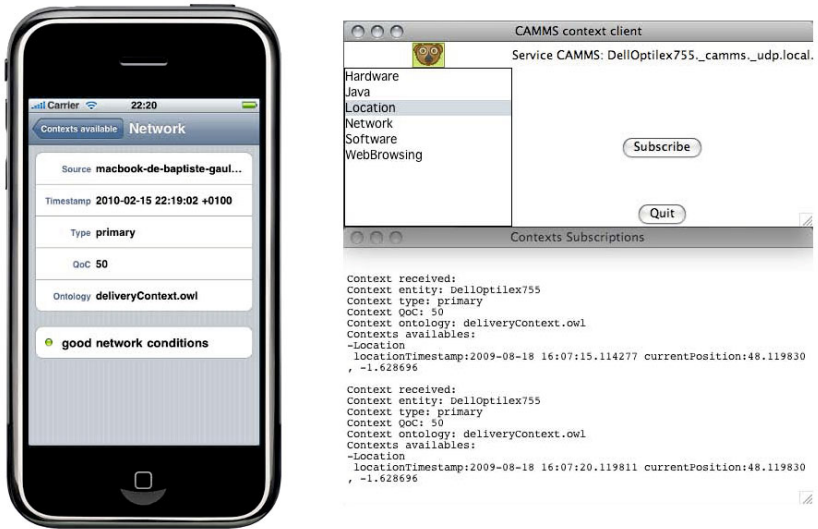 Carrier
22:20
Contexts available
Network
Source macbook-de-baptiste-gaul...
Timestamp 2010-02-15 22:19:02 +0100
Type primary
QoC 50
Ontology deliveryContext.owl
good network conditions
CAMMS context client
Service CAMMS: DellOptilex755._camms._udp.local.
Hardware
Java
Location
Network
Software
WebBrowsing
Subscribe
Quit
Contexts Subscriptions
Context received:
Context entity: DellOptilex755
Context type: primary
Context QoC: 50
Context ontology: deliveryContext.owl
Contexts availables:
-Location
locationTimestamp:2009-08-18 16:07:15.114277 currentPosition:48.119830
, -1.628696
Context received:
Context entity: DellOptilex755
Context type: primary
Context QoC: 50
Context ontology: deliveryContext.owl
Contexts availables:
-Location
locationTimestamp:2009-08-18 16:07:20.119811 currentPosition:48.119830
, -1.628696